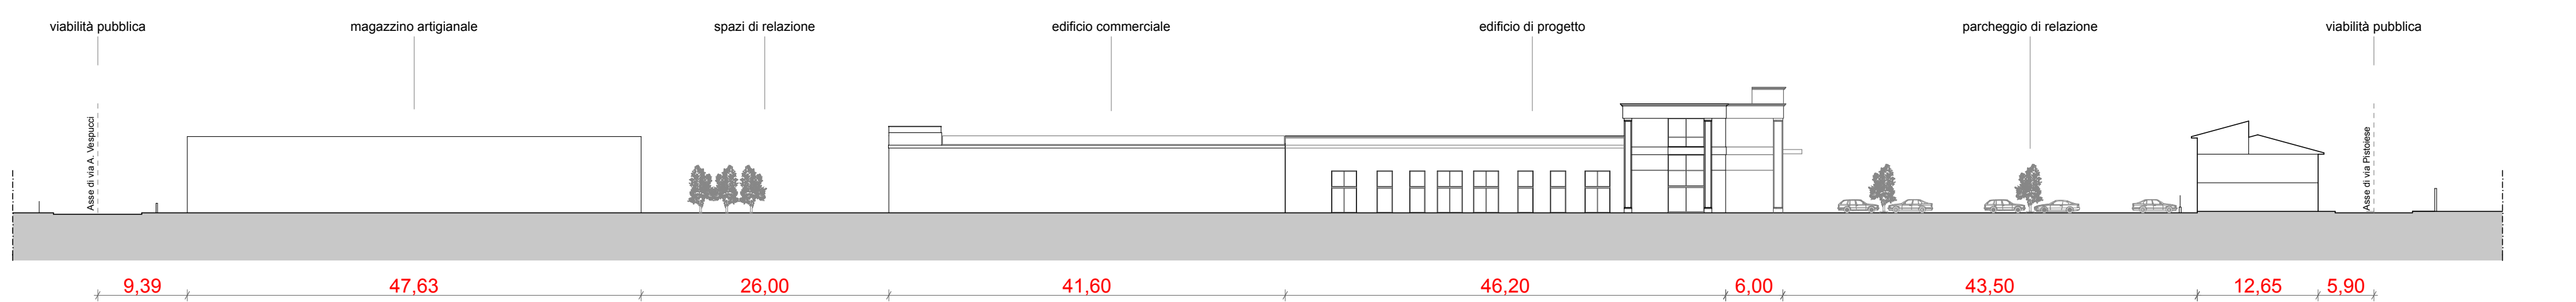 viabilità pubblica
magazzino artigianale
spazi di relazione
edificio commerciale
edificio di progetto
parcheggio di relazione
viabilità pubblica
Asse di via A. Vespucci
Asse di via Pistoiese
9,39
47,63
26,00
41,60
46,20
6,00
43,50
12,65
5,90